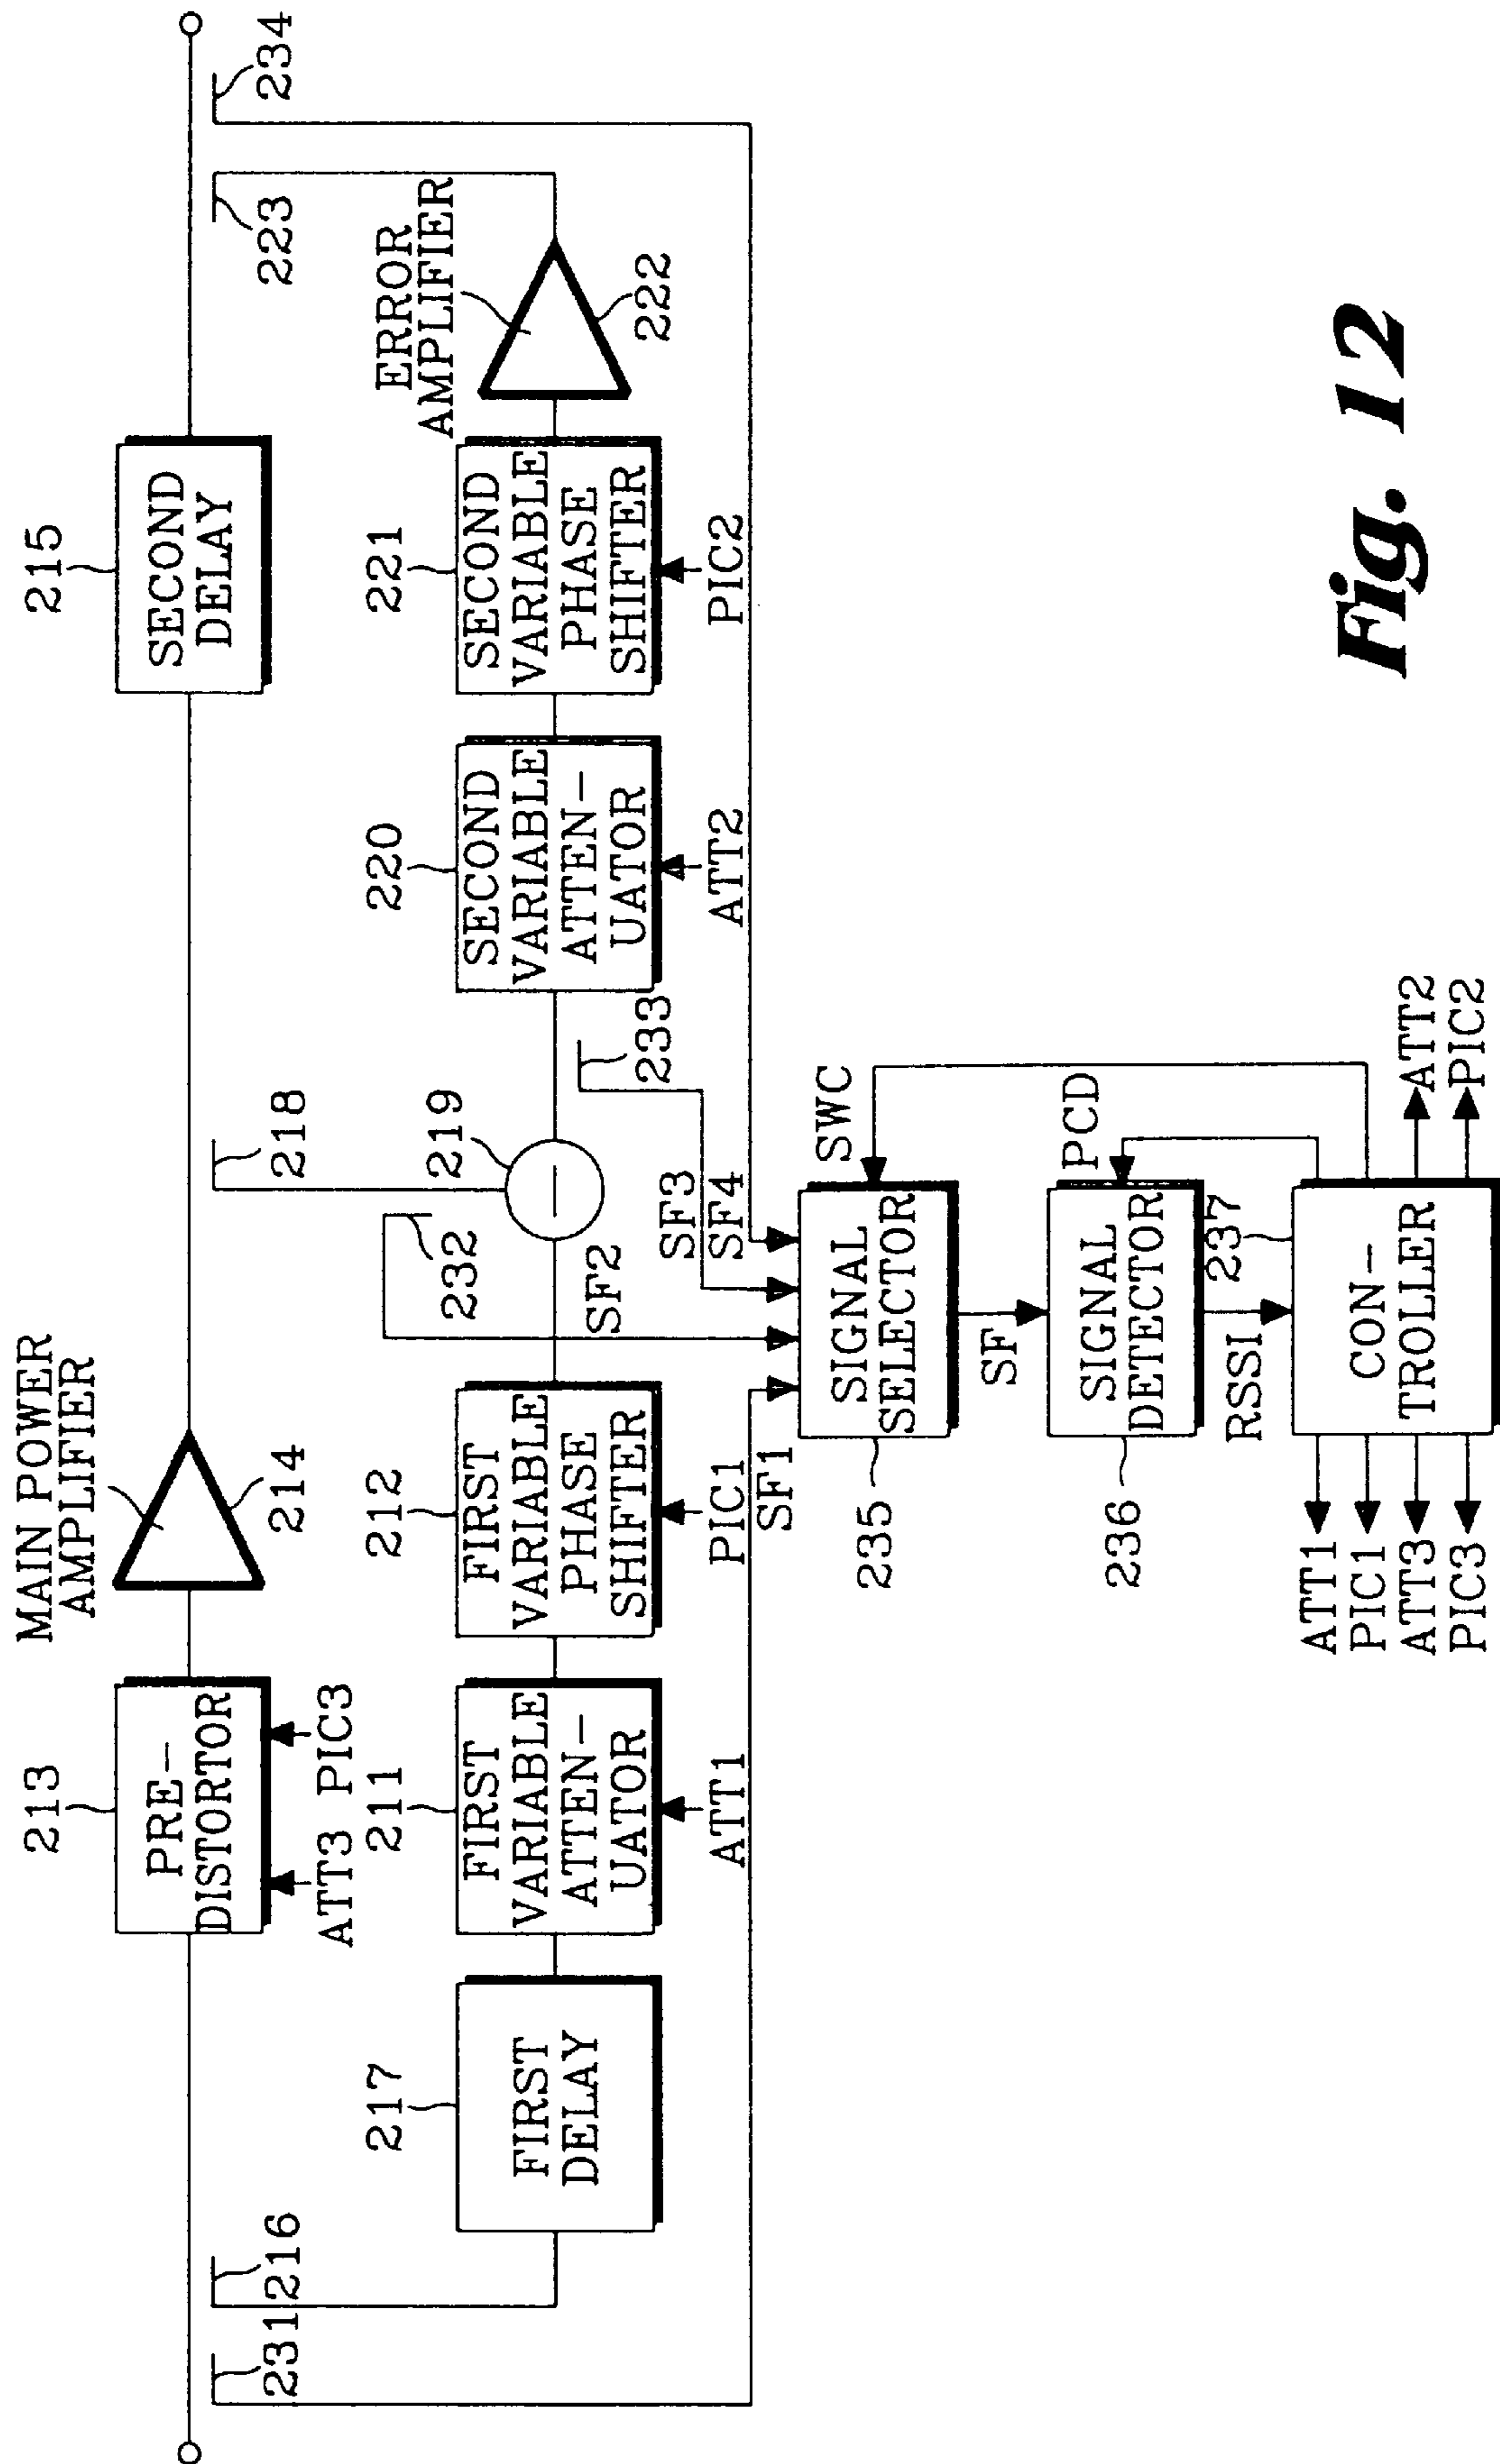 213
PRE-
DISTORTOR
ATT3
PIC3
MAIN POWER
AMPLIFIER
214
215
SECOND
DELAY
231
216
218
223
234
217
FIRST
DELAY
211
FIRST
VARIABLE
ATTEN-
UATOR
ATT1
212
FIRST
VARIABLE
PHASE
SHIFTER
PIC1
232
SF2
219
233
220
SECOND
VARIABLE
ATTEN-
UATOR
ATT2
221
SECOND
VARIABLE
PHASE
SHIFTER
PIC2
ERROR
AMPLIFIER
222
SF1
SF3
SF4
SWC
SIGNAL
SELECTOR
235
SF
PCD
SIGNAL
DETECTOR
236
RSSI
237
CON-
TROLLER
ATT1
PIC1
ATT3
PIC3
ATT2
PIC2
Fig. 12